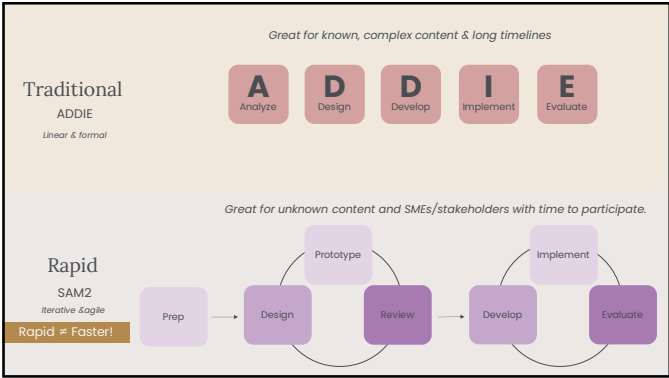 Great for known, complex content & long timelines
Traditional
ADDIE
Linear & formal
A
Analyze
D
Design
D
Develop
I
Implement
E
Evaluate
Great for unknown content and SMEs/stakeholders with time to participate.
Rapid
SAM2
Iterative &agile
Rapid ≠ Faster!
Prep
Prototype
Design
Review
Implement
Develop
Evaluate